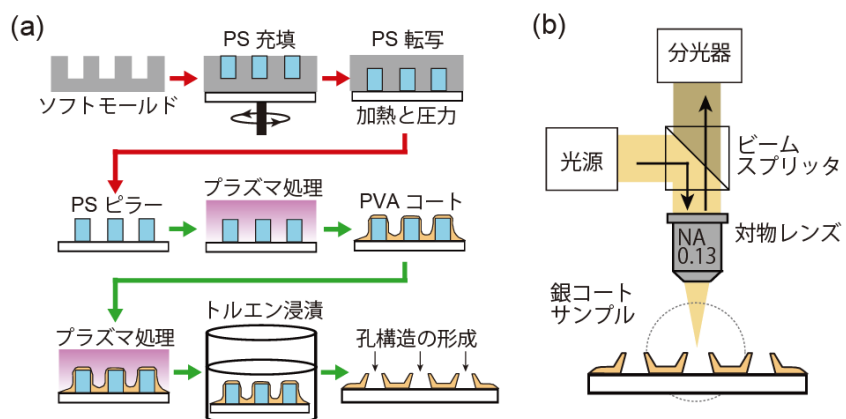 (a)
PS 充填
PS 転写
ソフトモールド
加熱と圧力
PS ピラー
プラズマ処理
PVA コート
プラズマ処理
トルエン浸漬
孔構造の形成
(b)
分光器
光源
ビーム
スプリッタ
NA
0.13
対物レンズ
銀コート
サンプル